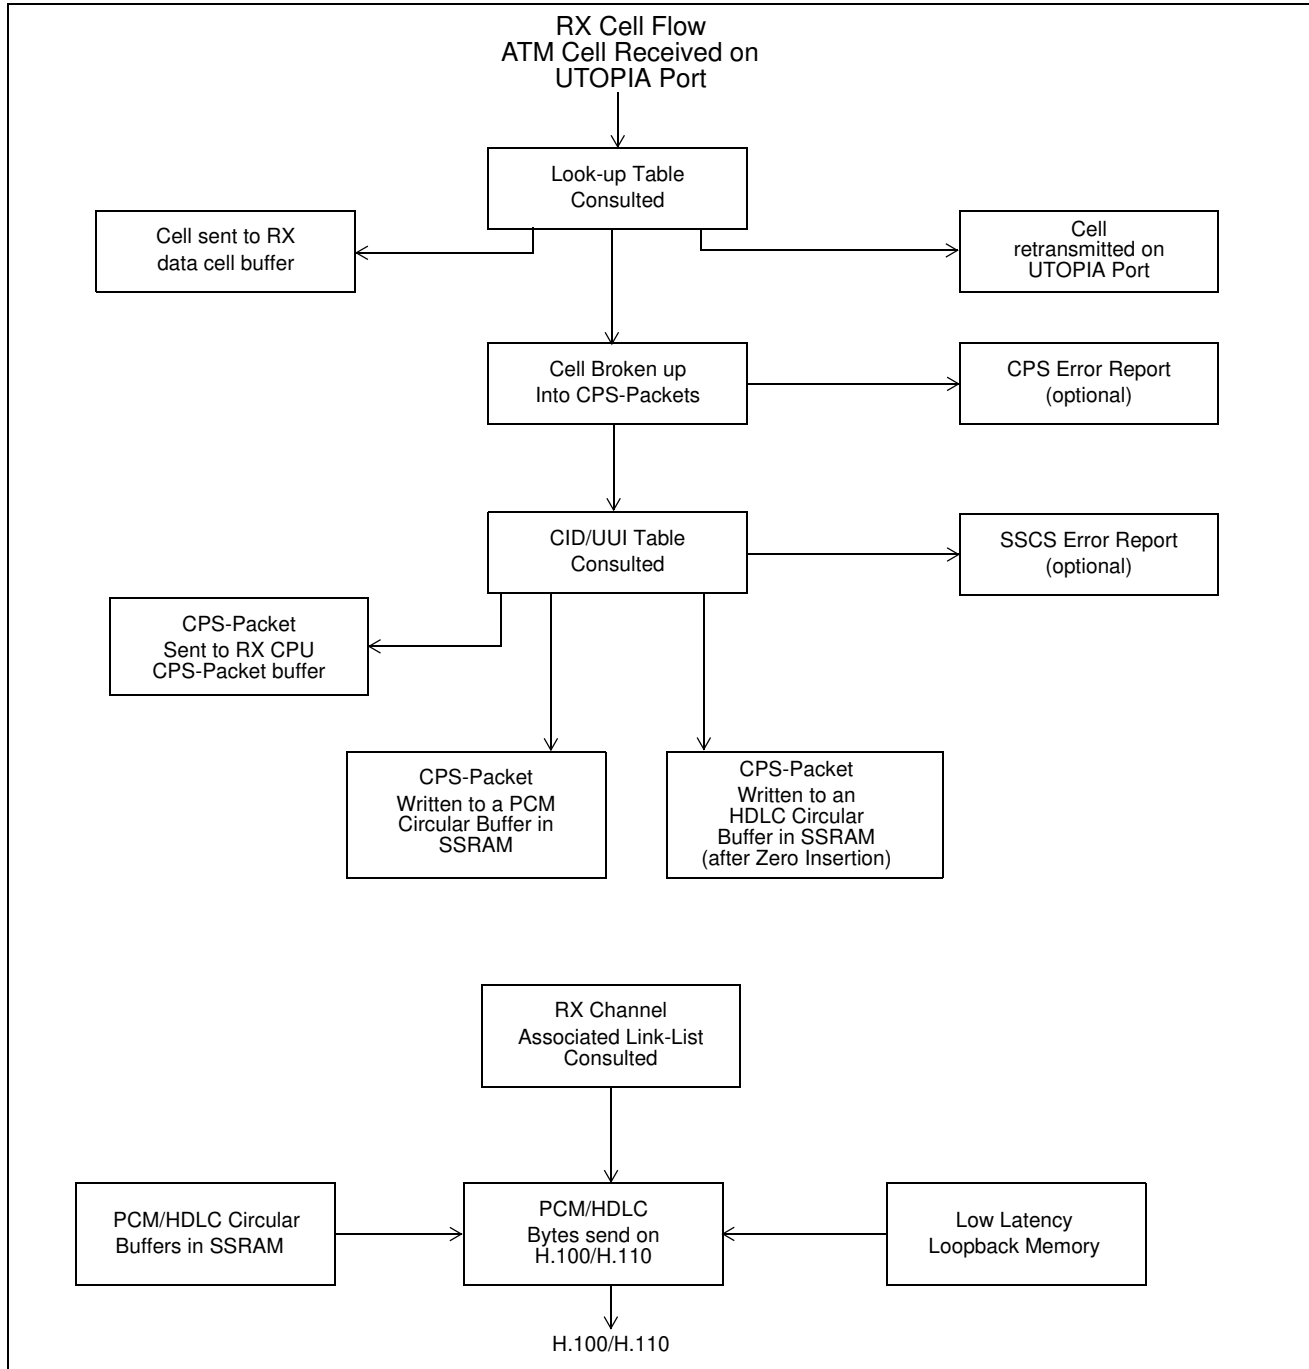 RX Cell Flow
ATM Cell Received on
UTOPIA Port
Look-up Table
Consulted
Cell sent to RX
data cell buffer
Cell
retransmitted on
UTOPIA Port
Cell Broken up
Into CPS-Packets
CPS Error Report
(optional)
CID/UUI Table
Consulted
SSCS Error Report
(optional)
CPS-Packet
Sent to RX CPU
CPS-Packet buffer
CPS-Packet
Written to a PCM
Circular Buffer in
SSRAM
CPS-Packet
Written to an
HDLC Circular
Buffer in SSRAM
(after Zero Insertion)
RX Channel
Associated Link-List
Consulted
PCM/HDLC Circular
Buffers in SSRAM
PCM/HDLC
Bytes send on
H.100/H.110
Low Latency
Loopback Memory
H.100/H.110